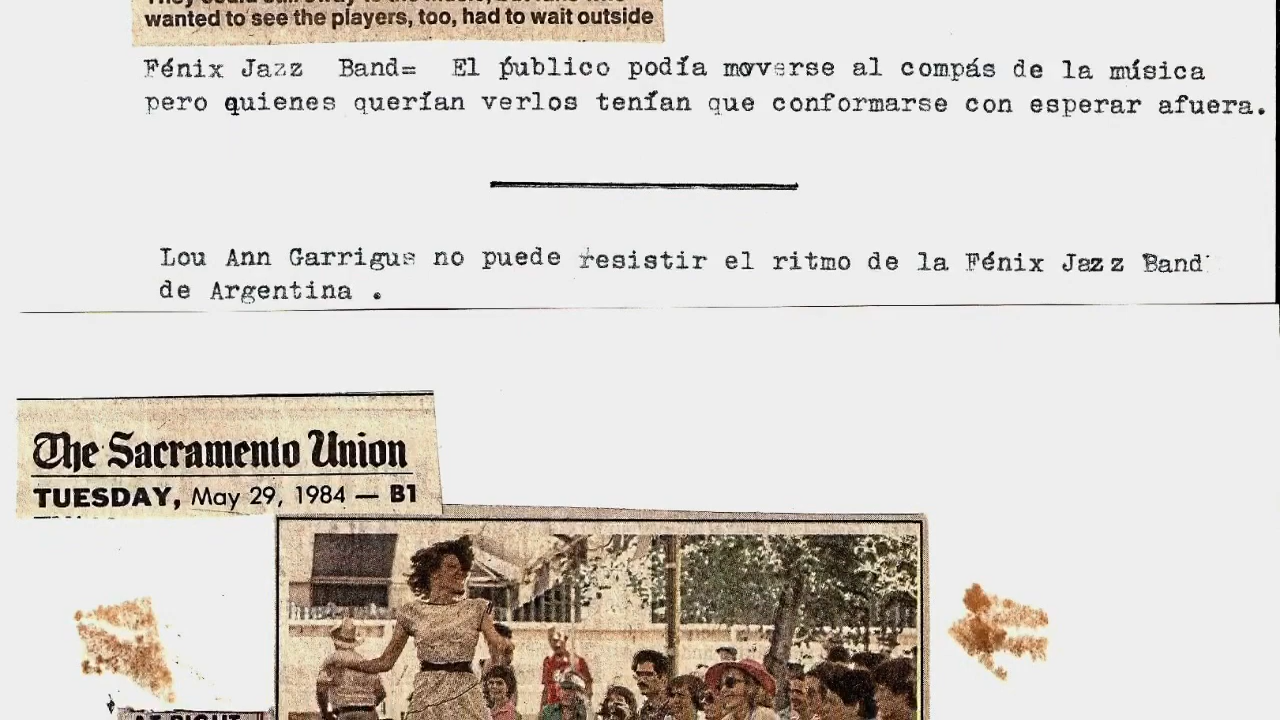 wanted to see the players, too, had to wait outside
Fénix Jazz Band= El público podía moverse al compás de la música
pero quienes querían verlos tenían que conformarse con esperar afuera.
Lou Ann Garrigus no puede resistir el ritmo de la Fénix Jazz Band
de Argentina .
The Sacramento Union
TUESDAY, May 29, 1984 — B1